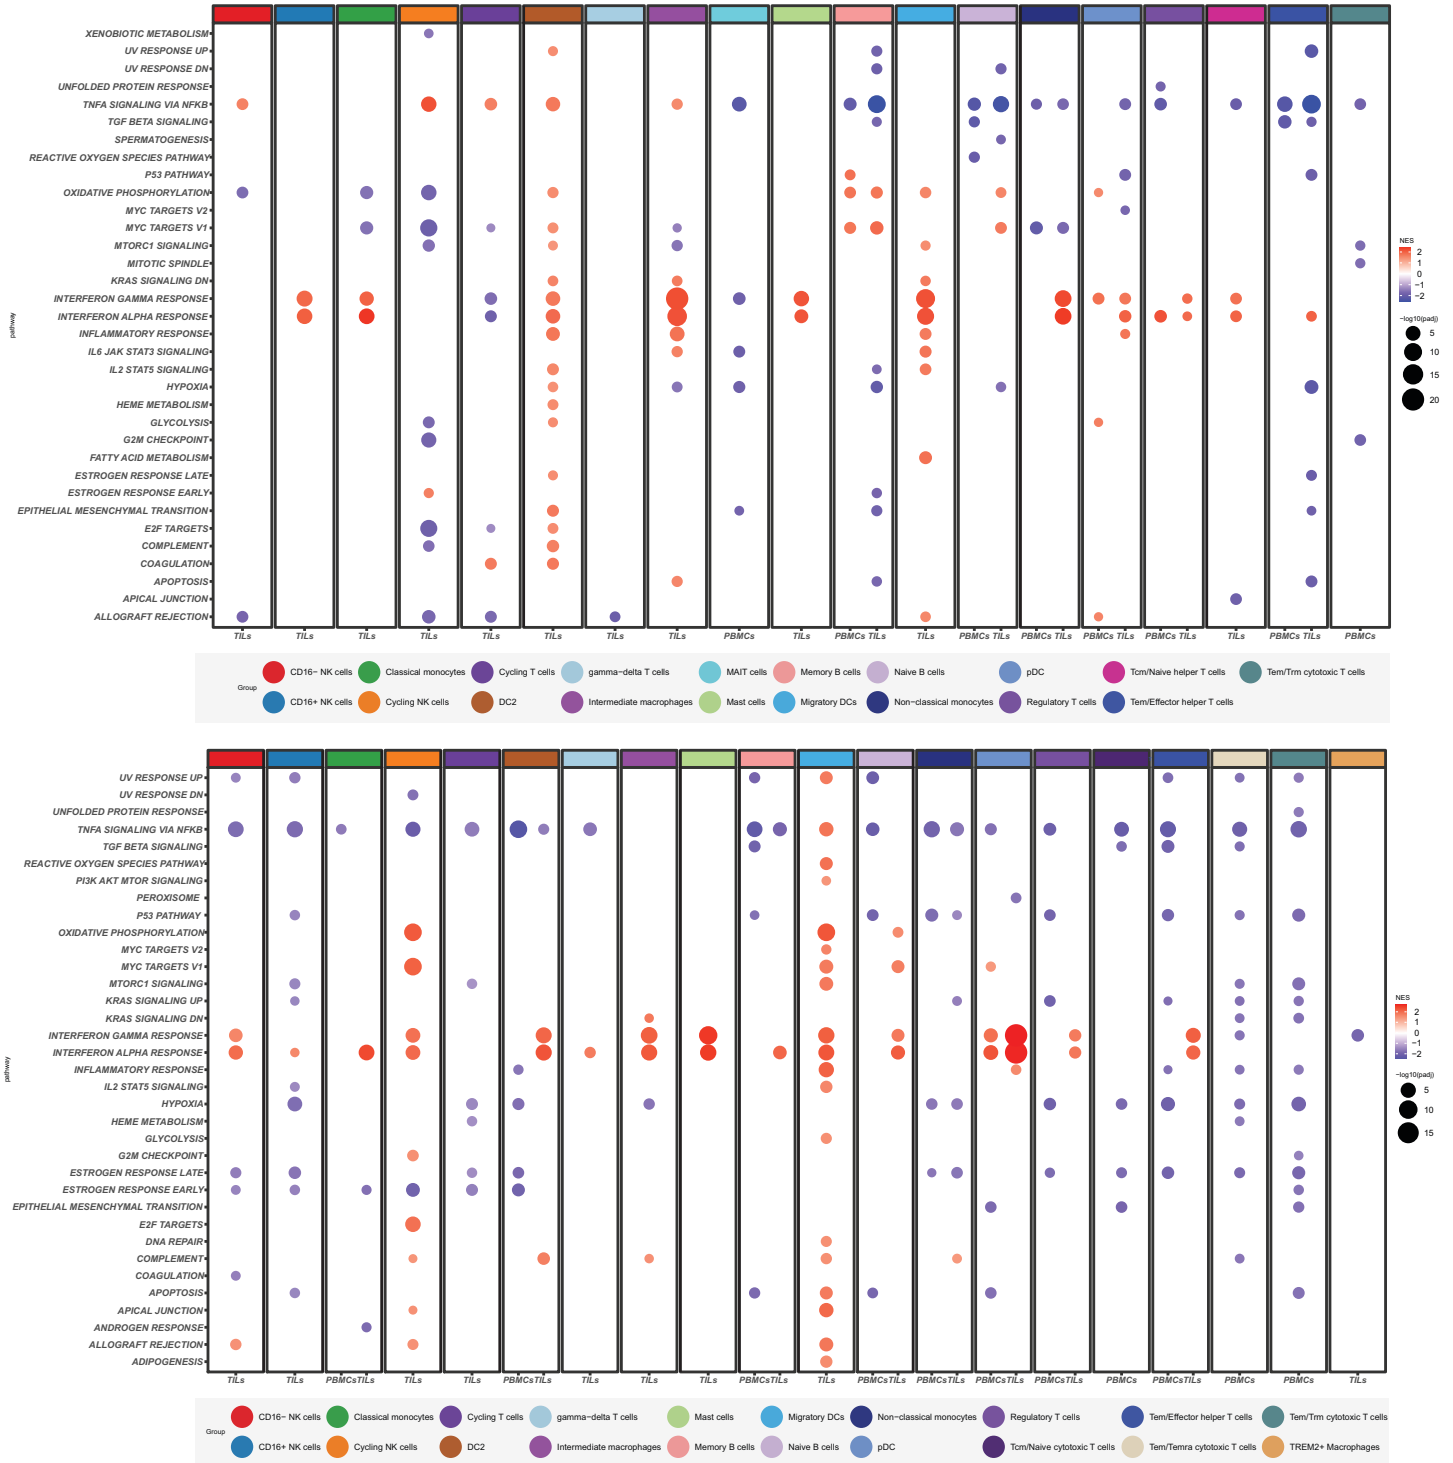 XENOBIOTIC METABOLISM
UV RESPONSE UP
UV RESPONSE DN
UNFOLDED PROTEIN RESPONSE
TNFA SIGNALING VIA NFKB
TGF BETA SIGNALING
SPERMATOGENESIS
REACTIVE OXYGEN SPECIES PATHWAY
P53 PATHWAY
OXIDATIVE PHOSPHORYLATION
MYC TARGETS V2
MYC TARGETS V1
MTORC1 SIGNALING
MITOTIC SPINDLE
KRAS SIGNALING DN
INTERFERON GAMMA RESPONSE
INTERFERON ALPHA RESPONSE
INFLAMMATORY RESPONSE
IL6 JAK STAT3 SIGNALING
IL2 STAT5 SIGNALING
HYPOXIA
HEME METABOLISM
GLYCOLYSIS
G2M CHECKPOINT
FATTY ACID METABOLISM
ESTROGEN RESPONSE LATE
ESTROGEN RESPONSE EARLY
EPITHELIAL MESENCHYMAL TRANSITION
E2F TARGETS
COMPLEMENT
COAGULATION
APOPTOSIS
APICAL JUNCTION
ALLOGRAFT REJECTION
pathway
TILs TILs TILs TILs TILs TILs TILs TILs PBMCs TILs PBMCs TILs TILs PBMCs TILs PBMCs TILs PBMCs TILs PBMCs TILs TILs PBMCs TILs PBMCs
NES
2
1
0
−1
−2
−log10(padj)
5
10
15
20
Group
CD16− NK cells Classical monocytes Cycling T cells gamma−delta T cells MAIT cells Memory B cells Naive B cells pDC Tcm/Naive helper T cells Tem/Trm cytotoxic T cells
CD16+ NK cells Cycling NK cells DC2 Intermediate macrophages Mast cells Migratory DCs Non−classical monocytes Regulatory T cells Tem/Effector helper T cells
UV RESPONSE UP
UV RESPONSE DN
UNFOLDED PROTEIN RESPONSE
TNFA SIGNALING VIA NFKB
TGF BETA SIGNALING
REACTIVE OXYGEN SPECIES PATHWAY
PI3K AKT MTOR SIGNALING
PEROXISOME
P53 PATHWAY
OXIDATIVE PHOSPHORYLATION
MYC TARGETS V2
MYC TARGETS V1
MTORC1 SIGNALING
KRAS SIGNALING UP
KRAS SIGNALING DN
INTERFERON GAMMA RESPONSE
INTERFERON ALPHA RESPONSE
INFLAMMATORY RESPONSE
IL2 STAT5 SIGNALING
HYPOXIA
HEME METABOLISM
GLYCOLYSIS
G2M CHECKPOINT
ESTROGEN RESPONSE LATE
ESTROGEN RESPONSE EARLY
EPITHELIAL MESENCHYMAL TRANSITION
E2F TARGETS
DNA REPAIR
COMPLEMENT
COAGULATION
APOPTOSIS
APICAL JUNCTION
ANDROGEN RESPONSE
ALLOGRAFT REJECTION
ADIPOGENESIS
pathway
TILs TILs PBMCsTILs TILs TILs PBMCsTILs TILs TILs TILs PBMCsTILs TILs PBMCsTILs PBMCsTILs PBMCsTILs PBMCsTILs PBMCs PBMCsTILs PBMCs PBMCs TILs
NES
2
1
0
−1
−2
−log10(padj)
5
10
15
Group
CD16− NK cells Classical monocytes Cycling T cells gamma−delta T cells Mast cells Migratory DCs Non−classical monocytes Regulatory T cells Tem/Effector helper T cells Tem/Trm cytotoxic T cells
CD16+ NK cells Cycling NK cells DC2 Intermediate macrophages Memory B cells Naive B cells pDC Tcm/Naive cytotoxic T cells Tem/Temra cytotoxic T cells TREM2+ Macrophages